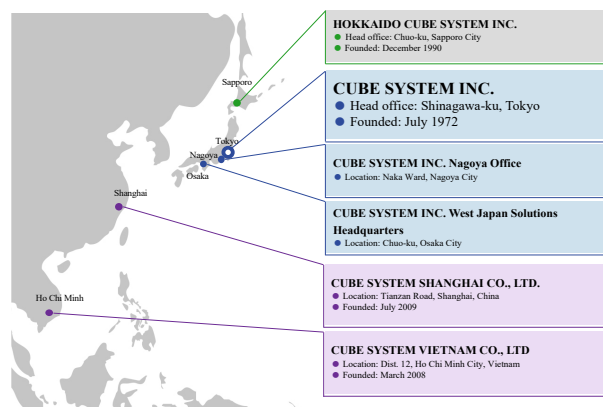 HOKKAIDO CUBE SYSTEM INC.
Head office: Chuo-ku, Sapporo City
Founded: December 1990
Sapporo
CUBE SYSTEM INC.
Head office: Shinagawa-ku, Tokyo
Founded: July 1972
Tokyo
Nagoya
Osaka
CUBE SYSTEM INC. Nagoya Office
Location: Naka Ward, Nagoya City
CUBE SYSTEM INC. West Japan Solutions
Headquarters
Location: Chuo-ku, Osaka City
Shanghai
CUBE SYSTEM SHANGHAI CO., LTD.
Location: Tianzan Road, Shanghai, China
Founded: July 2009
Ho Chi Minh
CUBE SYSTEM VIETNAM CO., LTD
Location: Dist. 12, Ho Chi Minh City, Vietnam
Founded: March 2008